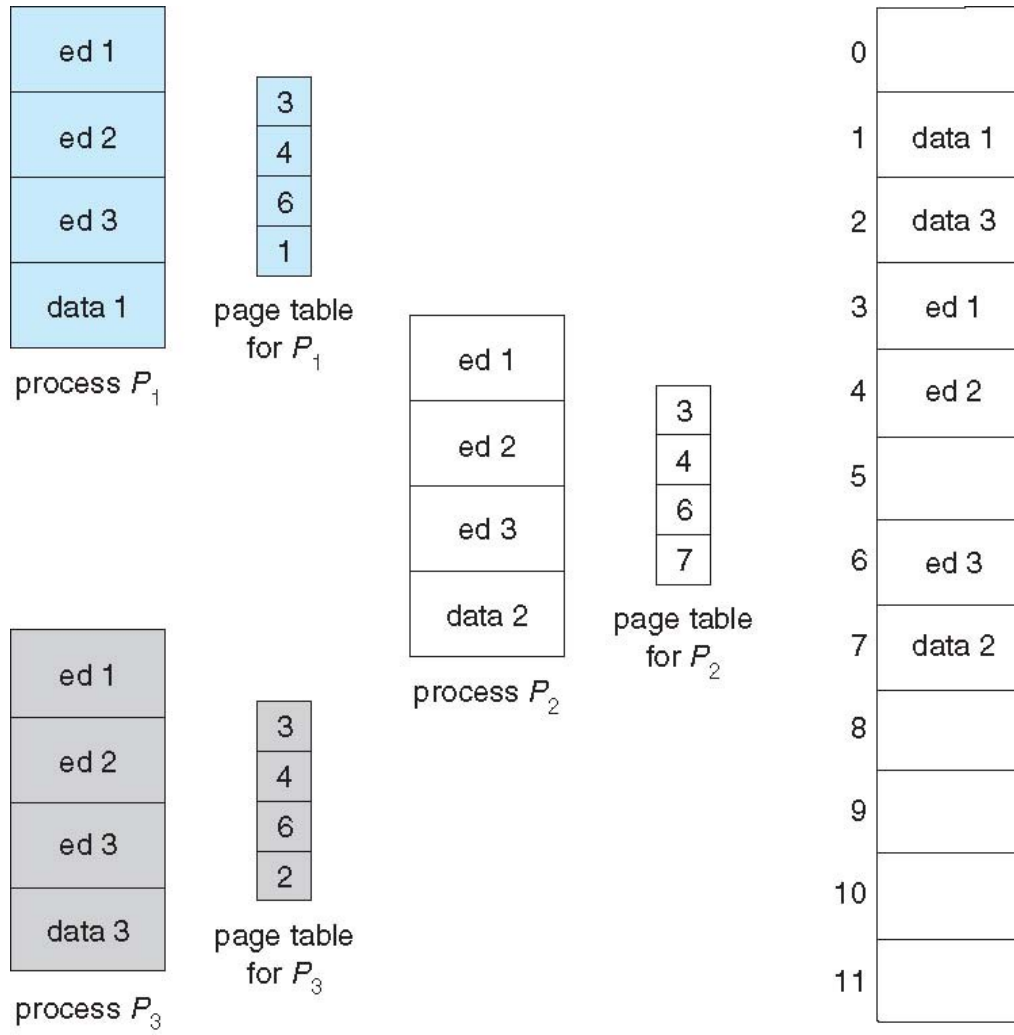 ed 1
ed 2
ed 3
data 1
process P1
3
4
6
1
page table
for P1
ed 1
ed 2
ed 3
data 2
process P2
3
4
6
7
page table
for P2
ed 1
ed 2
ed 3
data 3
process P3
3
4
6
2
page table
for P3
0
1 data 1
2 data 3
3 ed 1
4 ed 2
5
6 ed 3
7 data 2
8
9
10
11